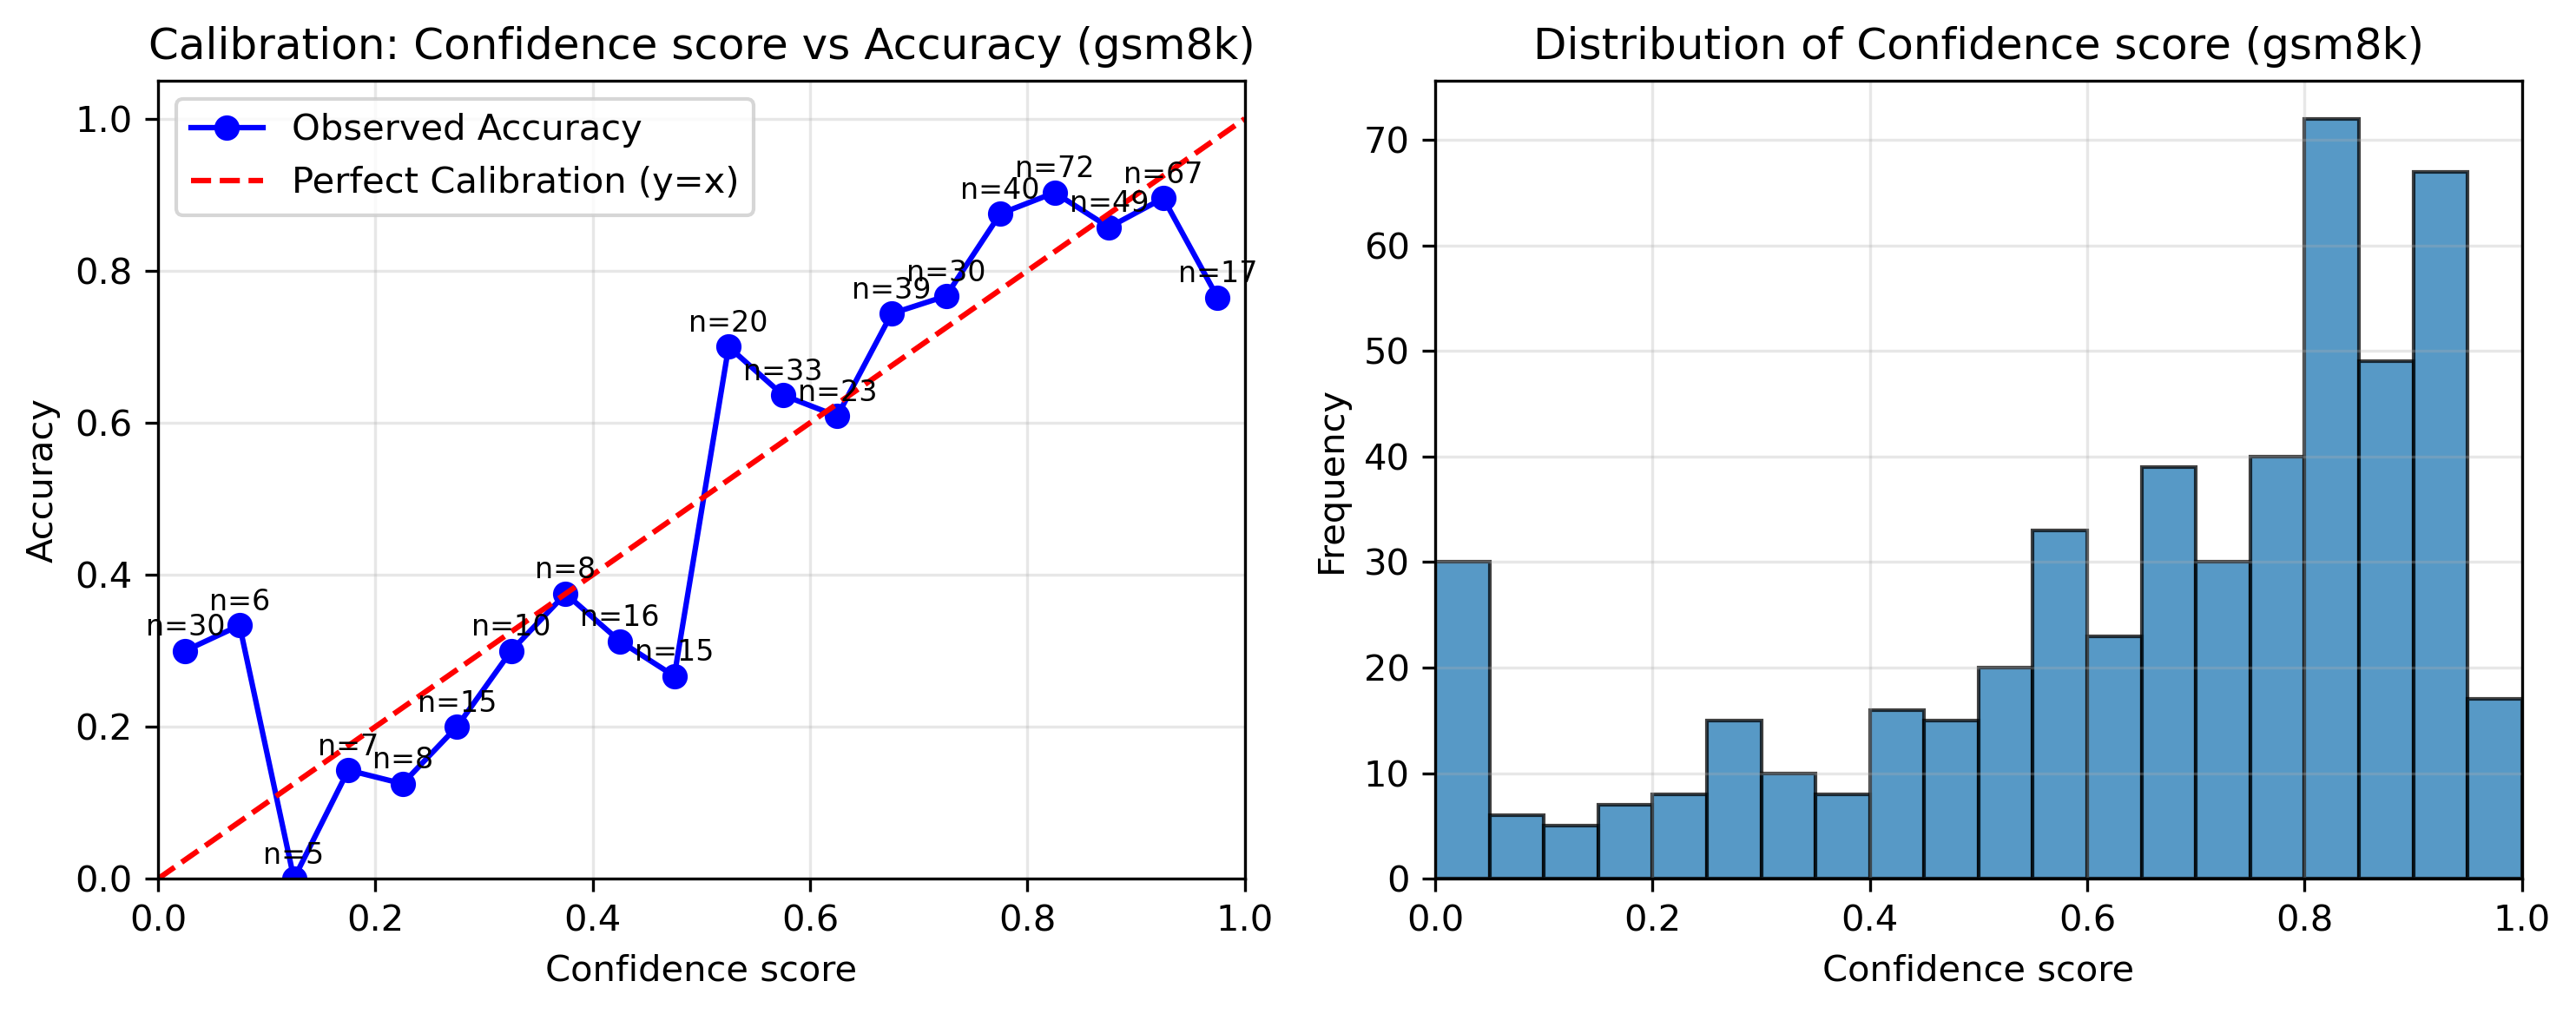 Calibration: Confidence score vs Accuracy (gsm8k)
Observed Accuracy
Perfect Calibration (y=x)
Accuracy
1.0
0.8
0.6
0.4
0.2
0.0
n=30
n=6
n=5
n=7
n=8
n=15
n=10
n=8
n=16
n=15
n=20
n=33
n=23
n=39
n=30
n=40
n=72
n=49
n=67
n=17
0.0 0.2 0.4 0.6 0.8 1.0
Confidence score
Distribution of Confidence score (gsm8k)
Frequency
70
60
50
40
30
20
10
0
0.0 0.2 0.4 0.6 0.8 1.0
Confidence score